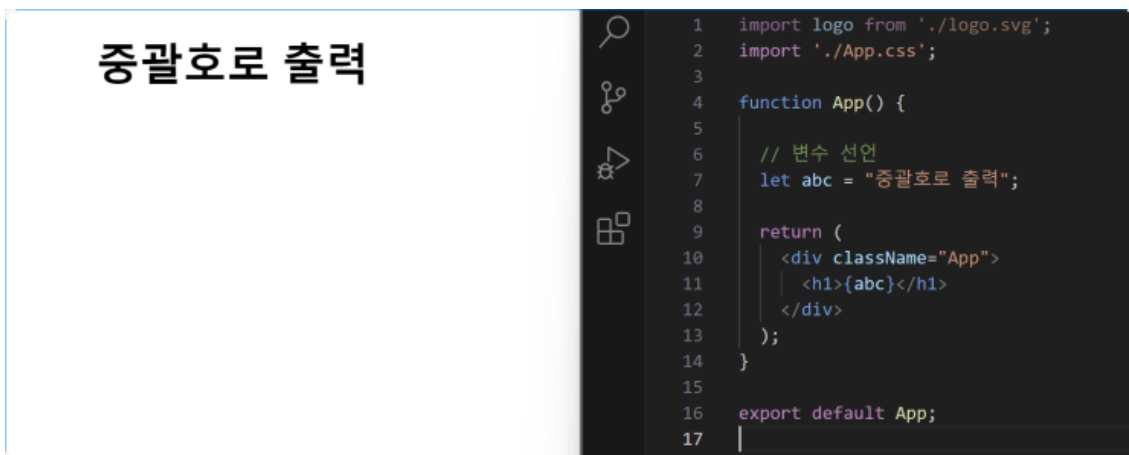 중괄호로 출력
1 import logo from './logo.svg';
2 import './App.css';
3
4 function App() {
5
6 // 변수 선언
7 let abc = "중괄호로 출력";
8
9 return (
10 <div className="App">
11 <h1>{abc}</h1>
12 </div>
13 );
14 }
15
16 export default App;
17